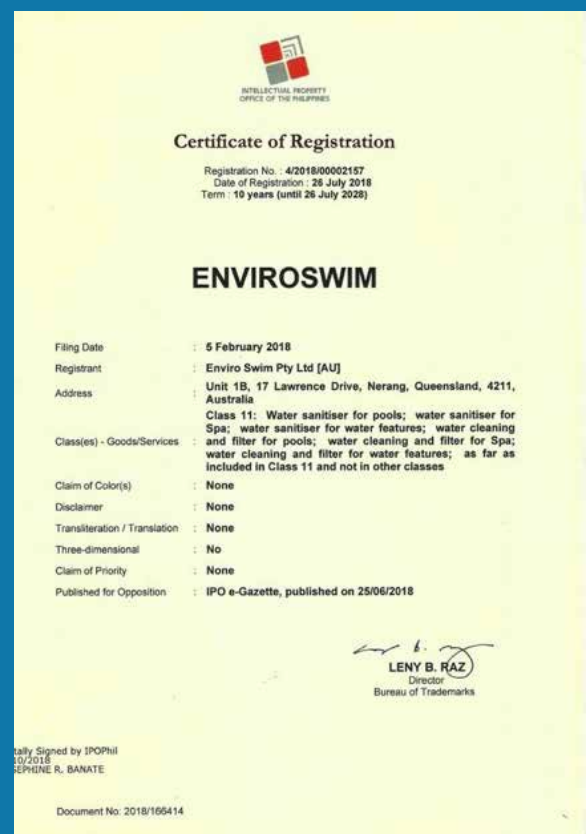 INTELLECTUAL PROPERTY
OFFICE OF THE PHILIPPINES
Certificate of Registration
Registration No. : 4/2018/00002157
Date of Registration : 26 July 2018
Term : 10 years (until 26 July 2028)
ENVIROSWIM
Filing Date : 5 February 2018
Registrant : Enviro Swim Pty Ltd [AU]
Address : Unit 1B, 17 Lawrence Drive, Nerang, Queensland, 4211,
Australia
Class(es) - Goods/Services : Class 11: Water sanitiser for pools; water sanitiser for
Spa; water sanitiser for water features; water cleaning
and filter for pools; water cleaning and filter for Spa;
water cleaning and filter for water features; as far as
included in Class 11 and not in other classes
Claim of Color(s) : None
Disclaimer : None
Transliteration / Translation : None
Three-dimensional : No
Claim of Priority : None
Published for Opposition : IPO e-Gazette, published on 25/06/2018
LENY B. RAZ
Director
Bureau of Trademarks
tally Signed by IPOPhil
10/2018
SEPHINE R. BANATE
Document No: 2018/166414